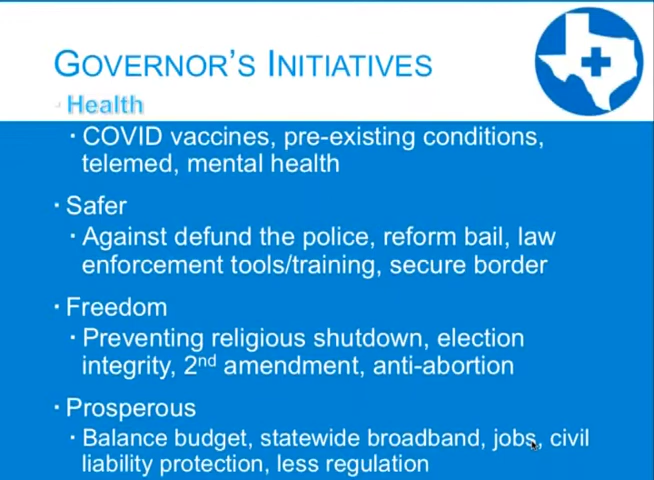 GOVERNOR'S INITIATIVES
· Health
· COVID vaccines, pre-existing conditions,
telemed, mental health
· Safer
· Against defund the police, reform bail, law
enforcement tools/training, secure border
· Freedom
· Preventing religious shutdown, election
integrity, 2nd amendment, anti-abortion
· Prosperous
· Balance budget, statewide broadband, jobs, civil
liability protection, less regulation